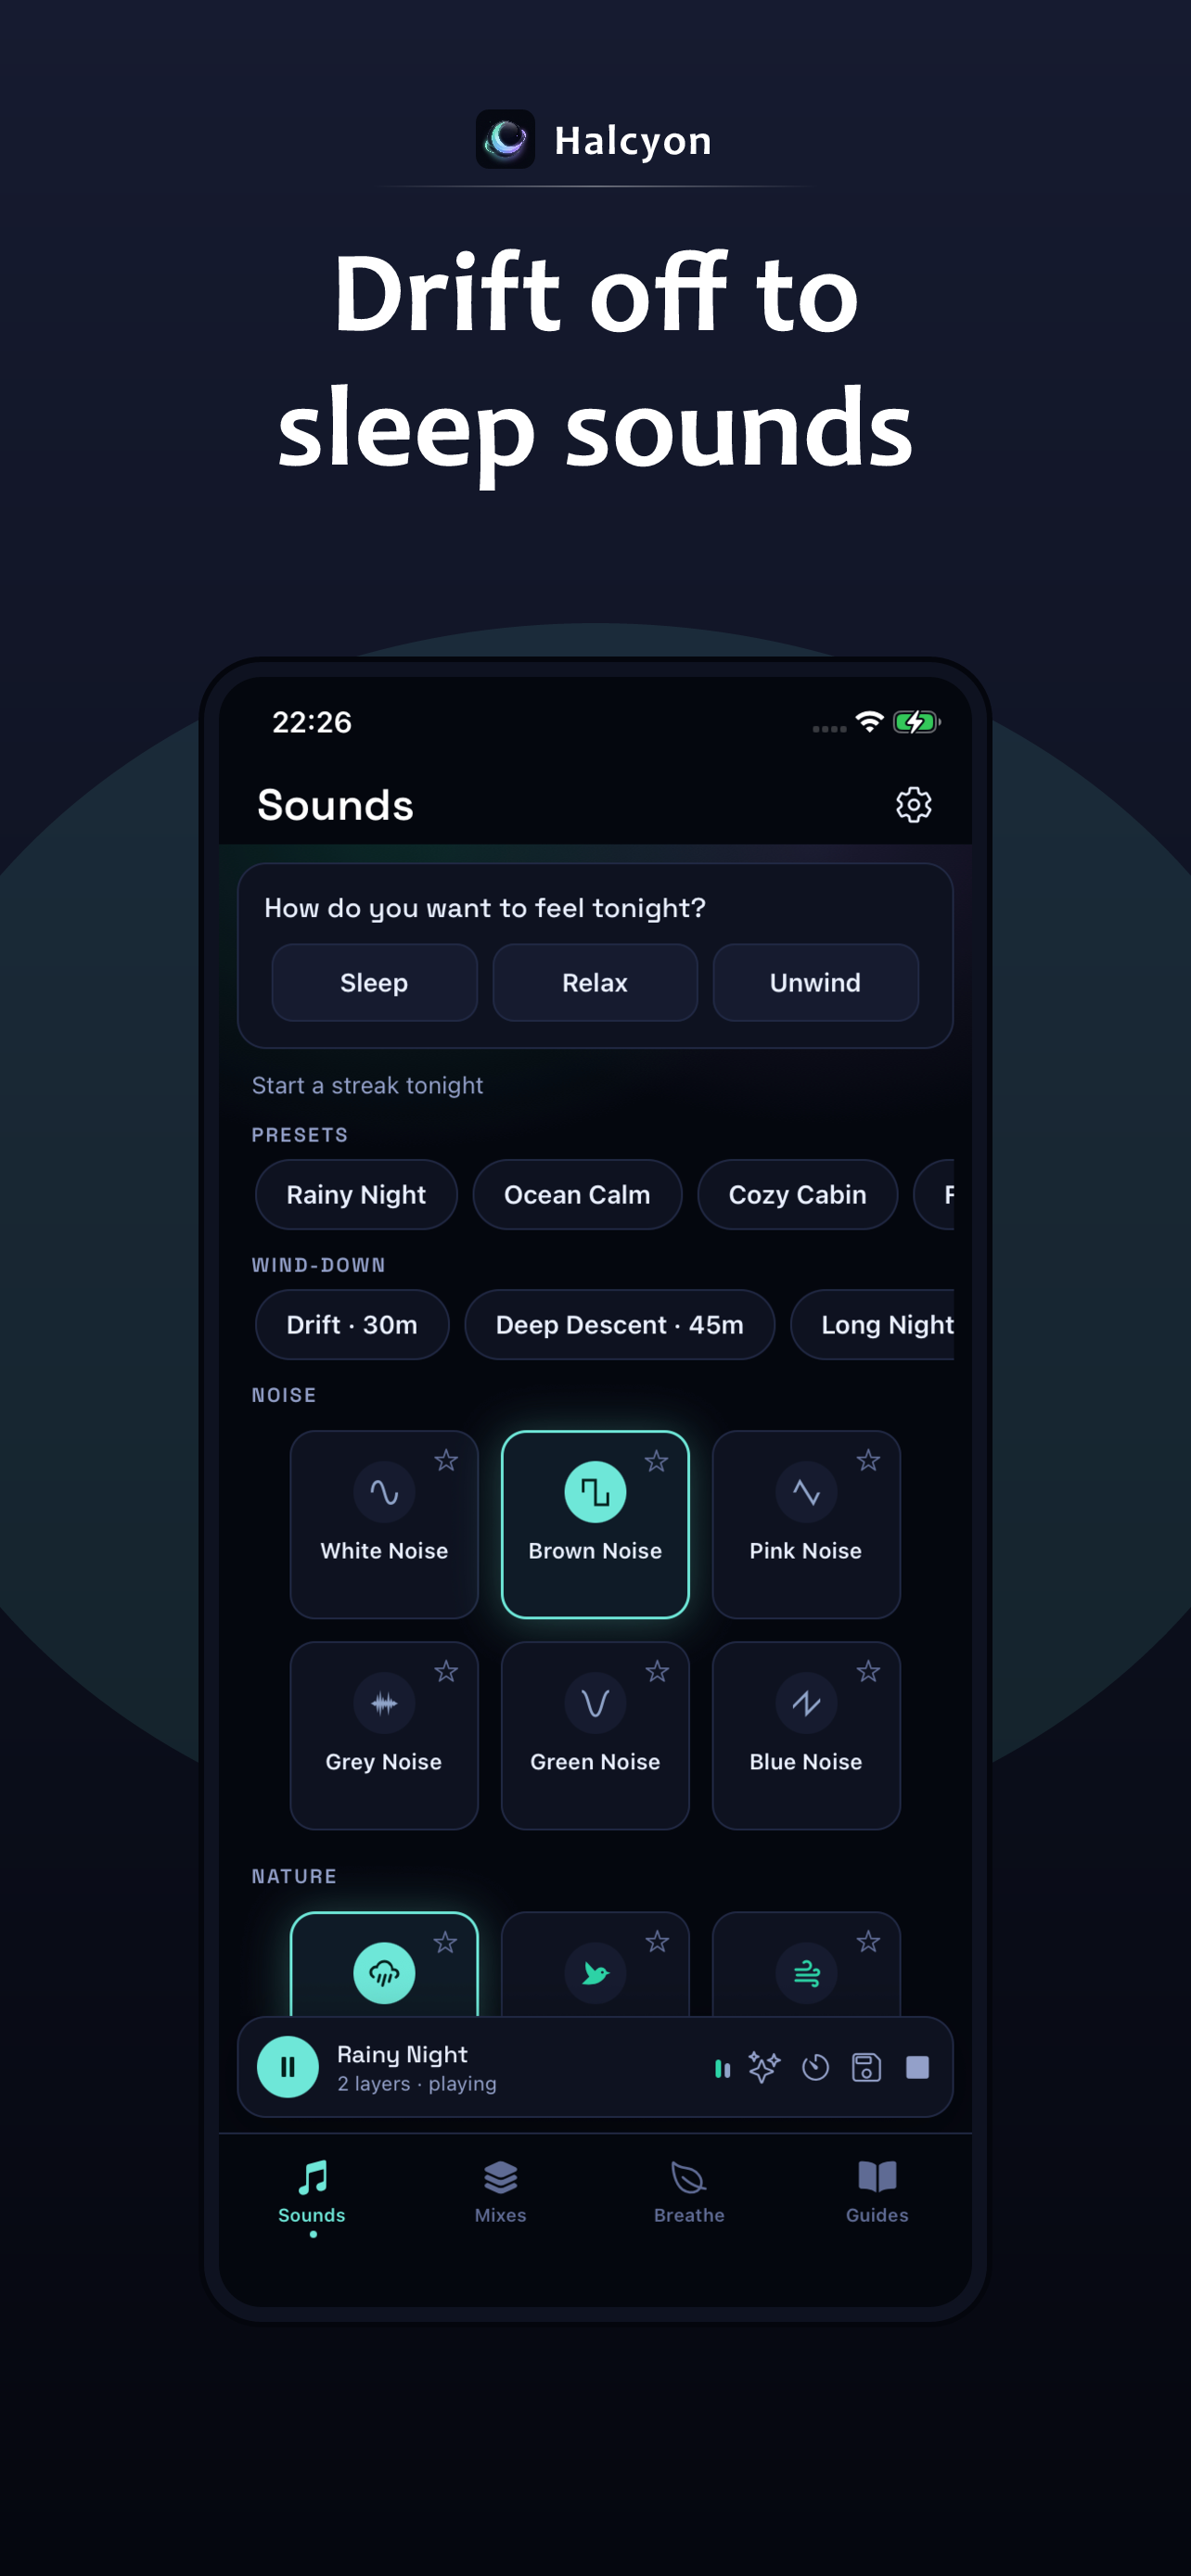 Halcyon
Drift off to
sleep sounds
22:26
Sounds
How do you want to feel tonight?
Sleep Relax Unwind
Start a streak tonight
PRESETS
Rainy Night Ocean Calm Cozy Cabin F
WIND-DOWN
Drift · 30m Deep Descent · 45m Long Night
NOISE
White Noise Brown Noise Pink Noise
Grey Noise Green Noise Blue Noise
NATURE
Rainy Night
2 layers · playing
Sounds Mixes Breathe Guides